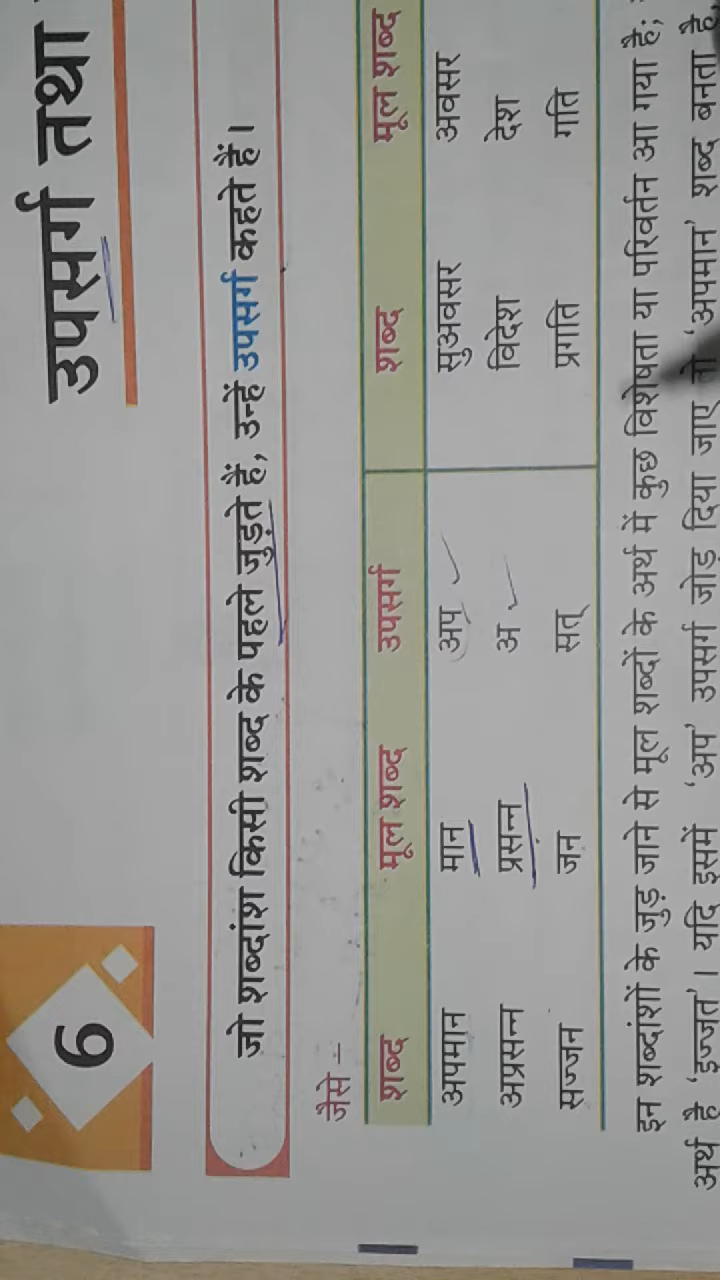 6
उपसर्ग तथा
जो शब्दांश किसी शब्द के पहले जुड़ते हैं, उन्हें उपसर्ग कहते हैं।
जैसे –
शब्द मूल शब्द उपसर्ग शब्द मूल शब्द
अपमान मान अप सुअवसर अवसर
अप्रसन्न प्रसन्न अ विदेश देश
सज्जन जन सत् प्रगति गति
इन शब्दांशों के जुड़ जाने से मूल शब्दों के अर्थ में कुछ विशेषता या परिवर्तन आ गया है;
अर्थ है 'इज्जत'। यदि इसमें 'अप' उपसर्ग जोड़ दिया जाए तो 'अपमान' शब्द बनता है,